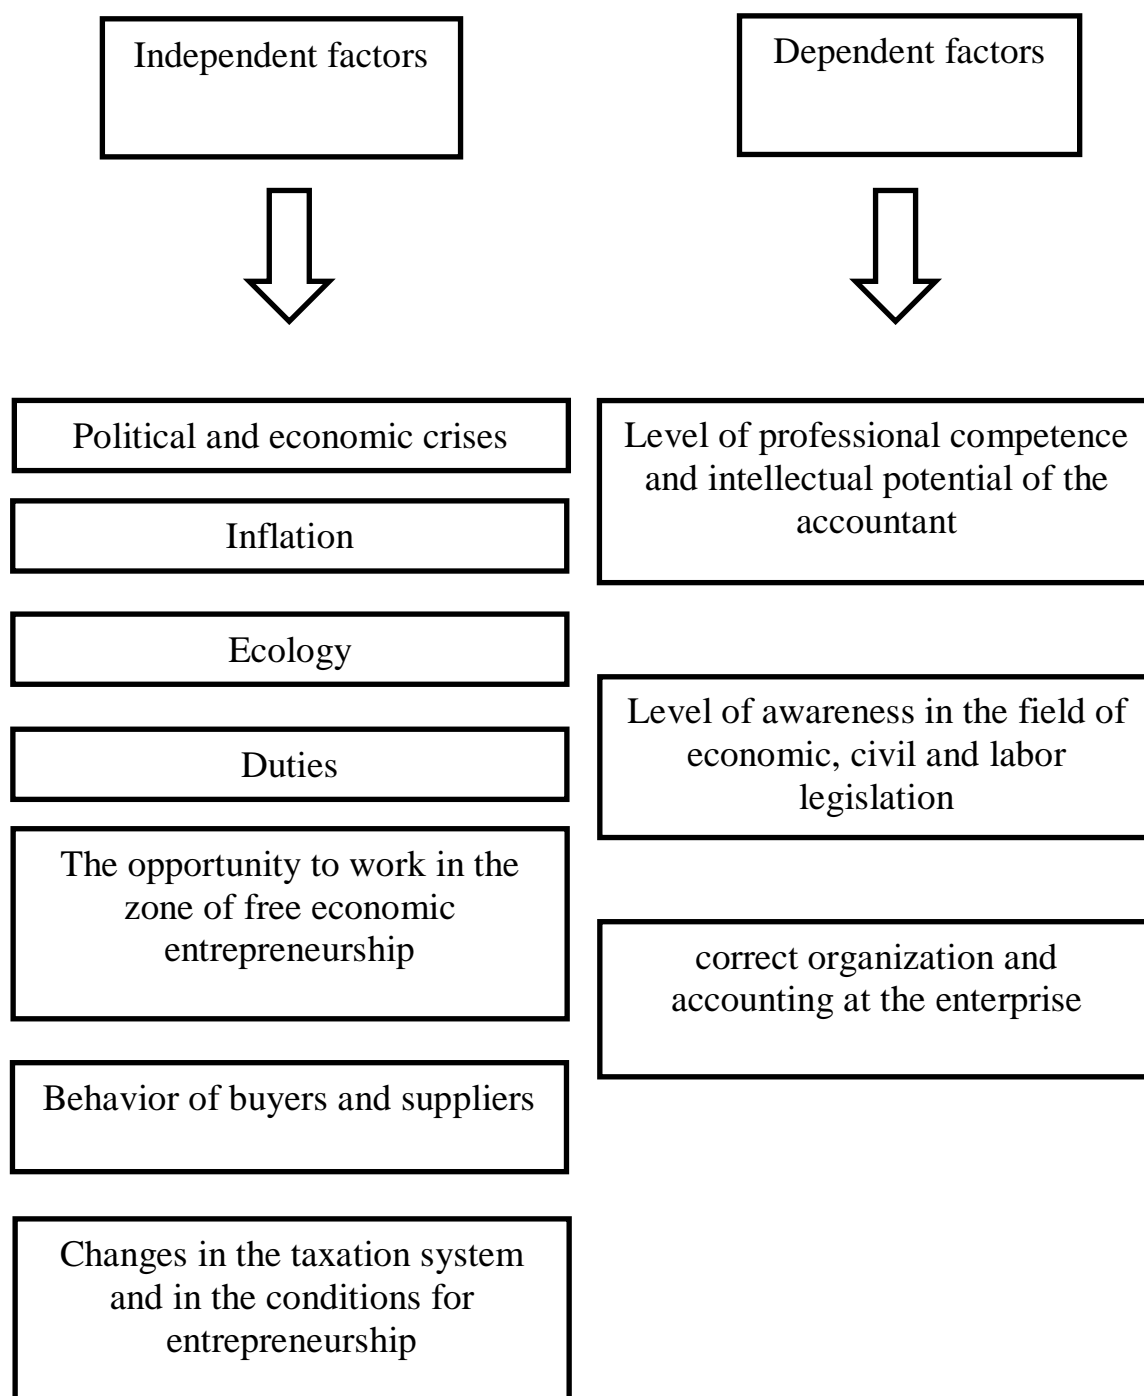 Independent factors
Dependent factors
Political and economic crises
Inflation
Ecology
Duties
The opportunity to work in the
zone of free economic
entrepreneurship
Behavior of buyers and suppliers
Changes in the taxation system
and in the conditions for
entrepreneurship
Level of professional competence
and intellectual potential of the
accountant
Level of awareness in the field of
economic, civil and labor
legislation
correct organization and
accounting at the enterprise